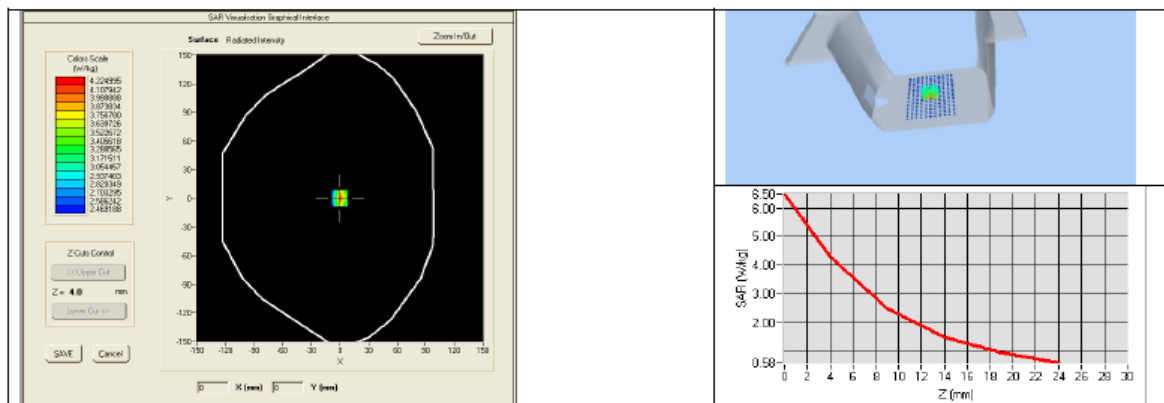 SAR Visualisation Graphical Interface
Surface Radiated Intensity
Zoom In/Out
Colors Scale
(W/kg)
4.224995
4.107942
3.990888
3.873834
3.756780
3.639726
3.522672
3.405618
3.288565
3.171511
3.054457
2.937403
2.820349
2.703295
2.586242
2.469188
150
120
90
60
30
0
-30
-60
-90
-120
-150
Y
-150 -120 -90 -60 -30 0 30 60 90 120 150
X
Z-Cuts Control
<< Upper Cut
Z = 4.0 mm
Lower Cut >>
SAVE Cancel
0 X (mm) 0 Y (mm)
6.50
6.00
5.00
4.00
3.00
2.00
0.58
SAR (W/kg)
0 2 4 6 8 10 12 14 16 18 20 22 24 26 28 30
Z (mm)